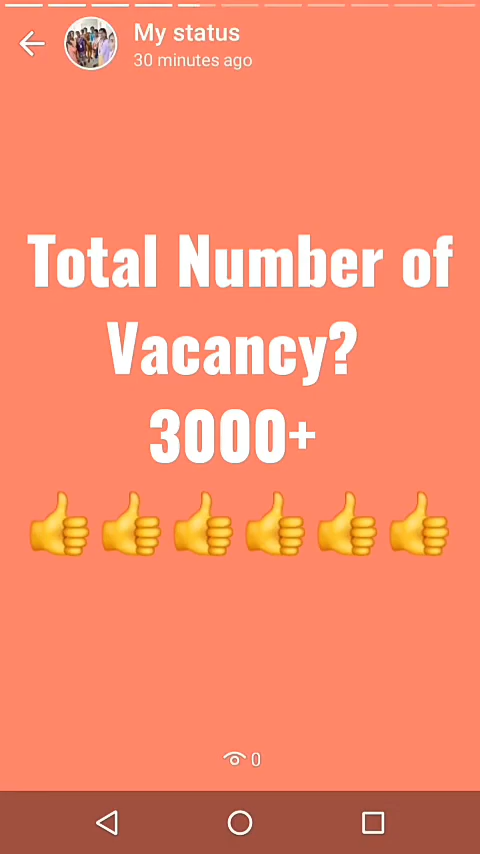 My status
30 minutes ago
Total Number of
Vacancy?
3000+
👍👍👍👍👍👍
0